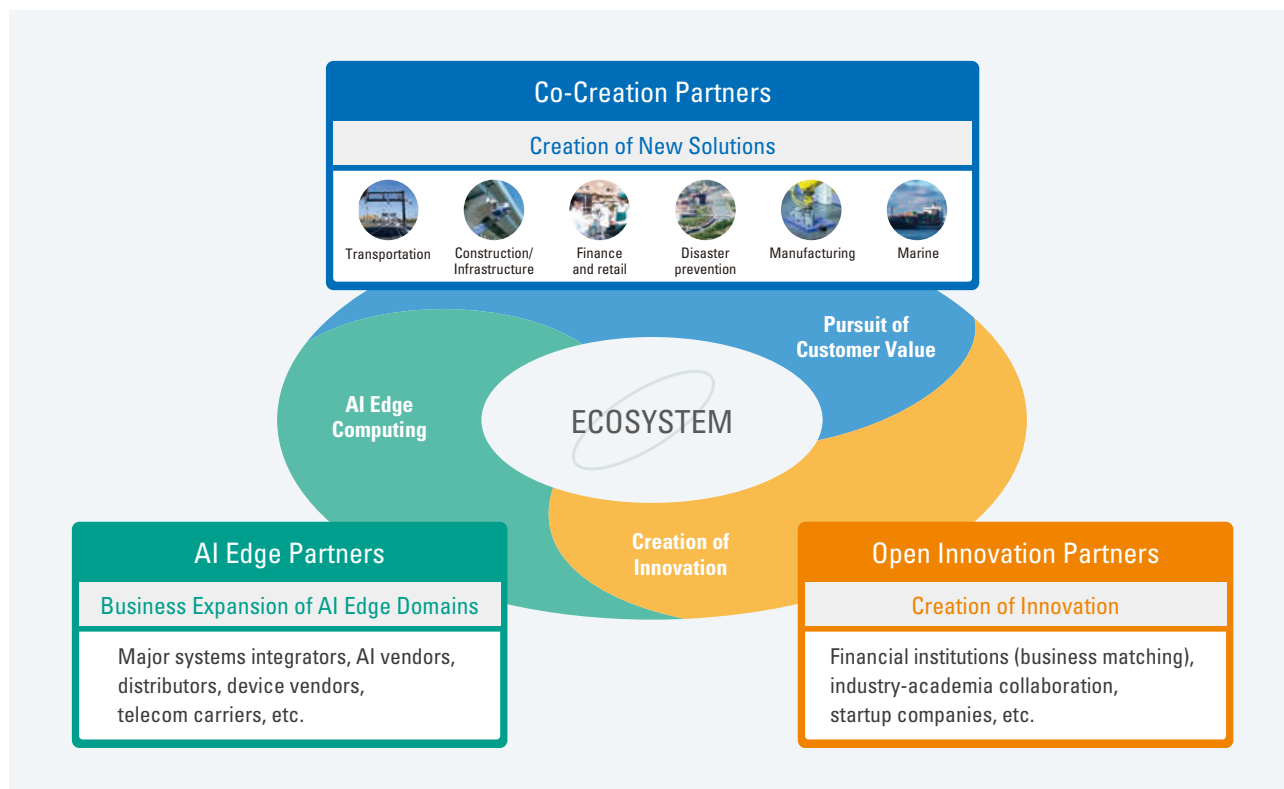 Co-Creation Partners
Creation of New Solutions
Transportation
Construction/
Infrastructure
Finance
and retail
Disaster
prevention
Manufacturing
Marine
Pursuit of
Customer Value
AI Edge
Computing
ECOSYSTEM
Creation of
Innovation
AI Edge Partners
Business Expansion of AI Edge Domains
Major systems integrators, AI vendors,
distributors, device vendors,
telecom carriers, etc.
Open Innovation Partners
Creation of Innovation
Financial institutions (business matching),
industry-academia collaboration,
startup companies, etc.